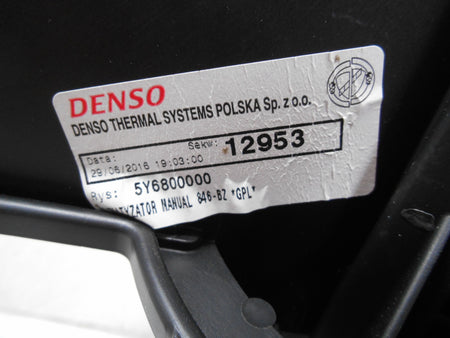 DENSO
DENSO THERMAL SYSTEMS POLSKA Sp. z o.o.
Data: Sekw: 12953
29/06/2016 19:03:00
Rys: 5Y6800000
MANUAL 846-BZ *GPL*